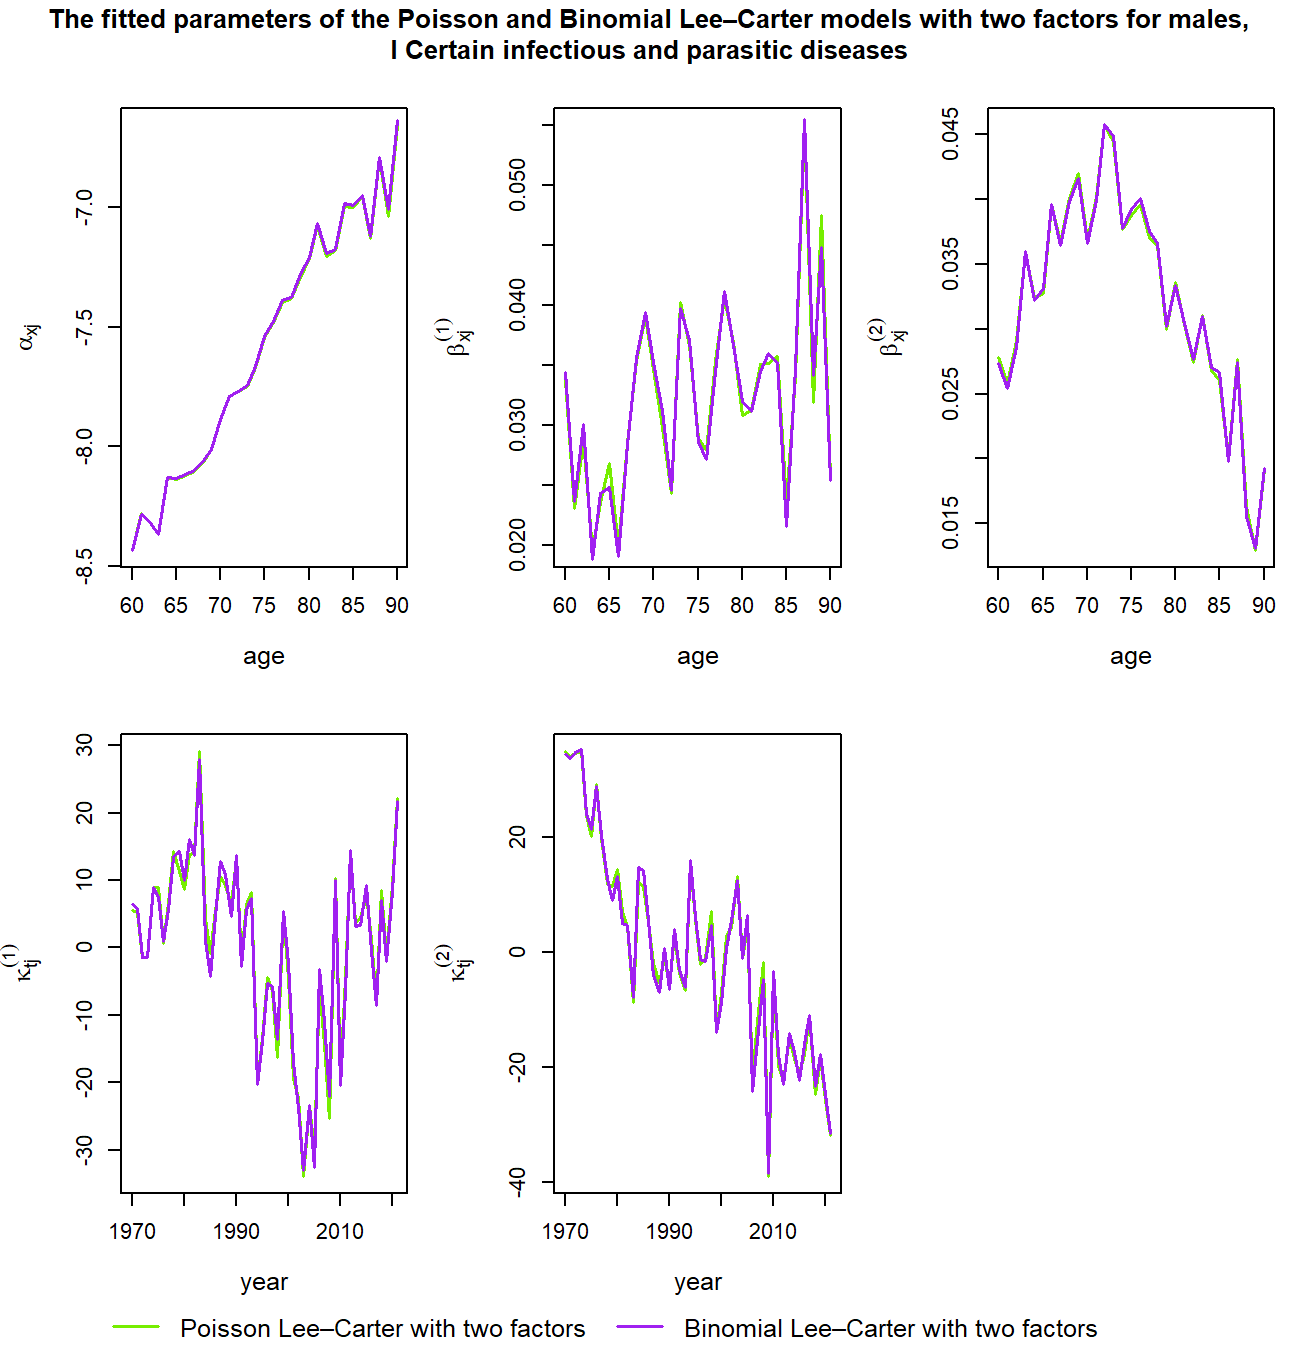 The fitted parameters of the Poisson and Binomial Lee–Carter models with two factors for males,
I Certain infectious and parasitic diseases
αxj
-7.0
-7.5
-8.0
-8.5
60 65 70 75 80 85 90
age
βxj(1)
0.050
0.040
0.030
0.020
60 65 70 75 80 85 90
age
βxj(2)
0.045
0.035
0.025
0.015
60 65 70 75 80 85 90
age
κtj(1)
30
20
10
0
-10
-20
-30
1970 1990 2010
year
κtj(2)
20
0
-20
-40
1970 1990 2010
year
Poisson Lee–Carter with two factors Binomial Lee–Carter with two factors